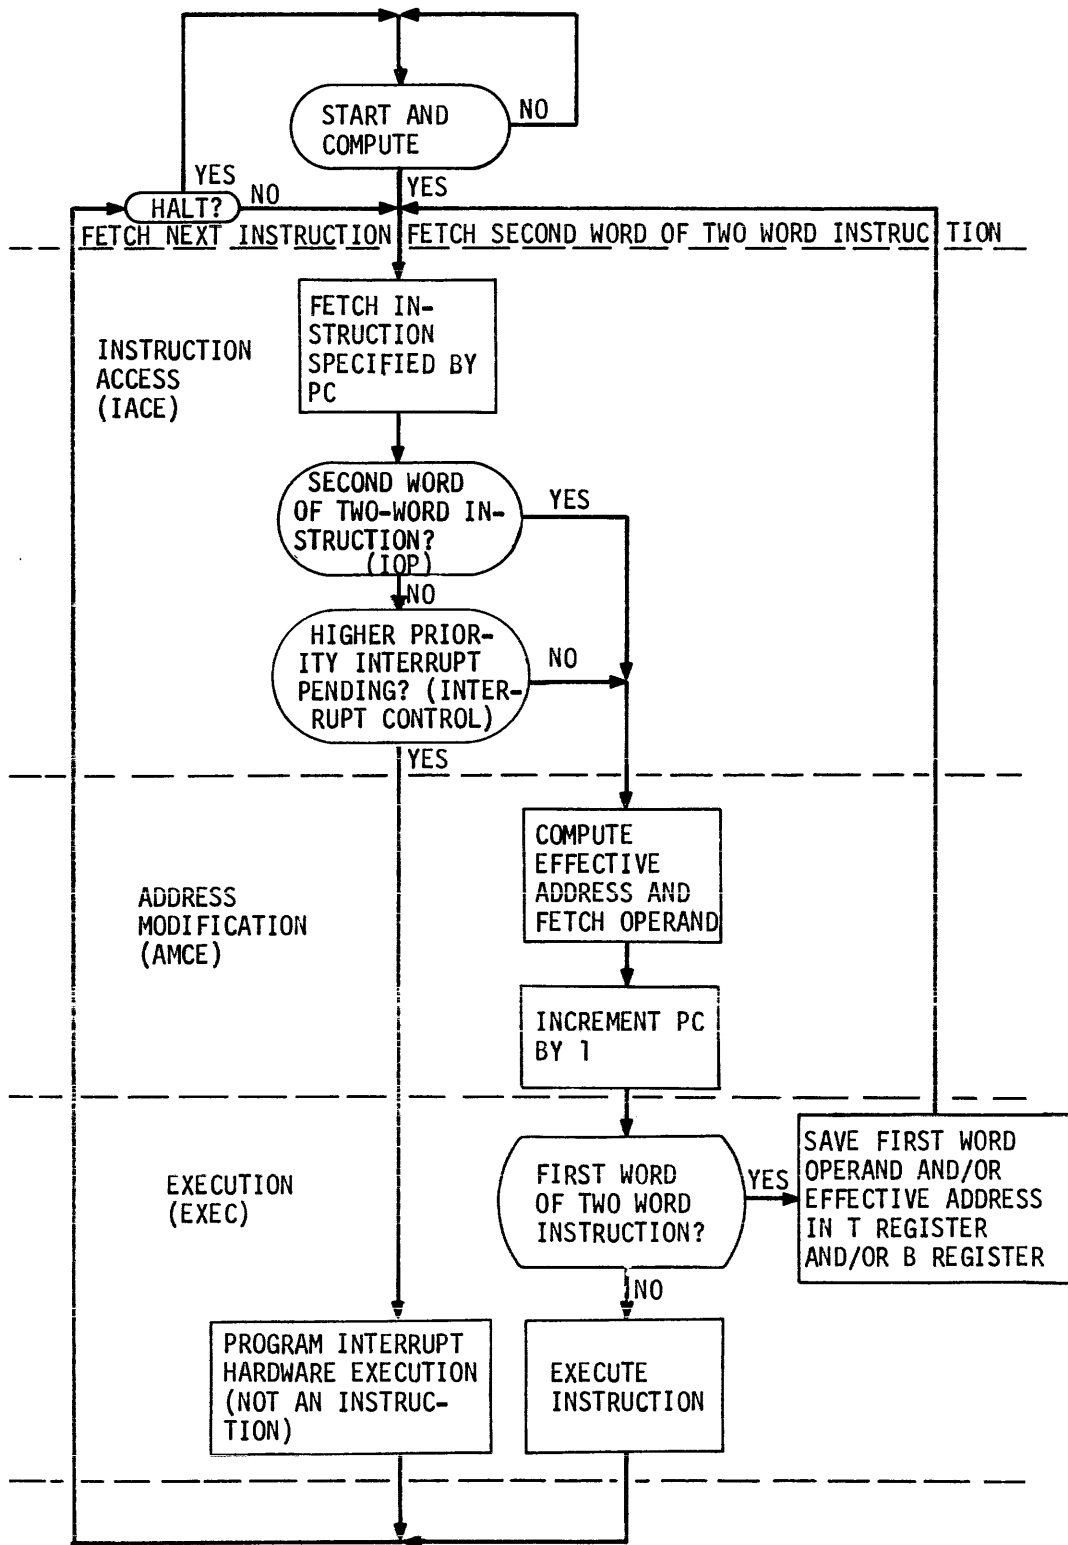 START AND
COMPUTE
NO
YES
YES
HALT?
NO
FETCH NEXT INSTRUCTION
FETCH SECOND WORD OF TWO WORD INSTRUCTION
FETCH IN-
STRUCTION
SPECIFIED BY
PC
INSTRUCTION
ACCESS
(IACE)
SECOND WORD
OF TWO-WORD IN-
STRUCTION?
(IOP)
YES
NO
HIGHER PRIOR-
ITY INTERRUPT
PENDING? (INTER-
RUPT CONTROL)
NO
YES
COMPUTE
EFFECTIVE
ADDRESS AND
FETCH OPERAND
ADDRESS
MODIFICATION
(AMCE)
INCREMENT PC
BY 1
FIRST WORD
OF TWO WORD
INSTRUCTION?
YES
SAVE FIRST WORD
OPERAND AND/OR
EFFECTIVE ADDRESS
IN T REGISTER
AND/OR B REGISTER
EXECUTION
(EXEC)
NO
PROGRAM INTERRUPT
HARDWARE EXECUTION
(NOT AN INSTRUC-
TION)
EXECUTE
INSTRUCTION